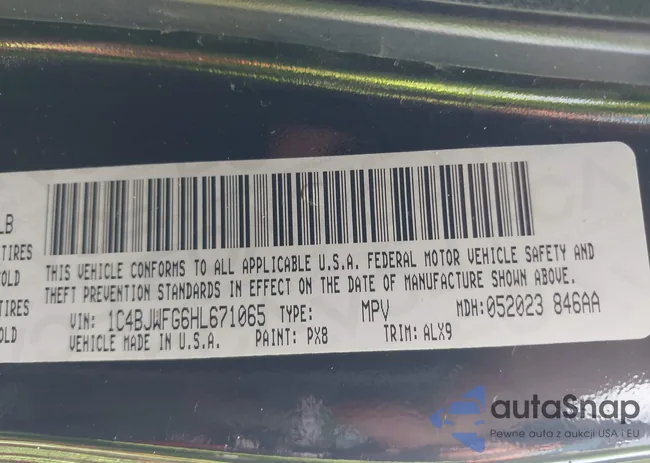 LB
TIRES
OLD
TIRES
OLD
THIS VEHICLE CONFORMS TO ALL APPLICABLE U.S.A. FEDERAL MOTOR VEHICLE SAFETY AND
THEFT PREVENTION STANDARDS IN EFFECT ON THE DATE OF MANUFACTURE SHOWN ABOVE.
VIN: 1C4BJWFG6HL671065 TYPE: MPV MDH:052023 846AA
VEHICLE MADE IN U.S.A. PAINT: PX8 TRIM: ALX9
autoSnap
Pewne auta z aukcji USA i EU